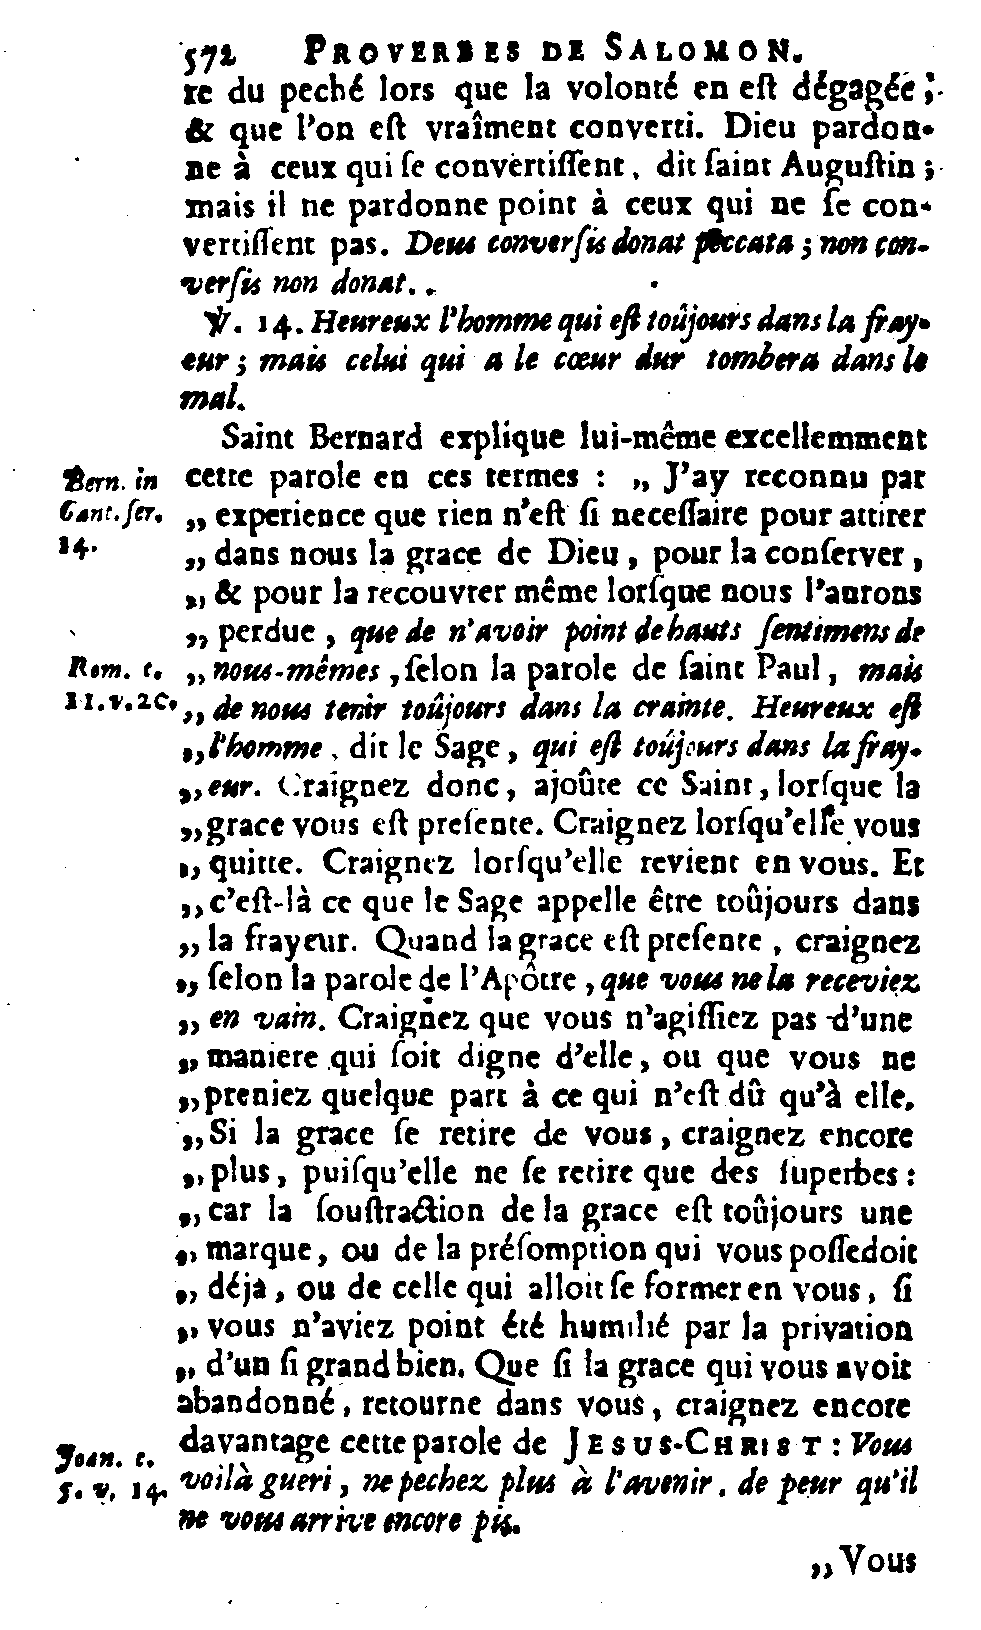 572 PROVERBES DE SALOMON.
re du peché lors que la volonté en eſt dégagée ;
& que l'on eſt vraîment converti. Dieu pardon-
ne à ceux qui ſe convertiſſent, dit ſaint Auguſtin ;
mais il ne pardonne point à ceux qui ne ſe con-
vertiſſent pas. Deus converſis donat peccata ; non con-
verſis non donat.
℣. 14. Heureux l'homme qui eſt toûjours dans la fray-
eur ; mais celui qui a le cœur dur tombera dans le
mal.
Saint Bernard explique lui-même excellemment
Bern. in cette parole en ces termes : ,, J'ay reconnu par
Cant. ſer. ,, experience que rien n'eſt ſi neceſſaire pour attirer
14. ,, dans nous la grace de Dieu, pour la conſerver,
,, & pour la recouvrer même lorſque nous l'aurons
,, perdue, que de n'avoir point de hauts ſentimens de
Rom. c. ,, nous-mêmes, ſelon la parole de ſaint Paul, mais
11. v. 20. ,, de nous tenir toûjours dans la crainte. Heureux eſt
,, l'homme, dit le Sage, qui eſt toûjours dans la fray-
,, eur. Craignez donc, ajoûte ce Saint, lorſque la
,, grace vous eſt preſente. Craignez lorſqu'elle vous
,, quitte. Craignez lorſqu'elle revient en vous. Et
,, c'eſt-là ce que le Sage appelle être toûjours dans
,, la frayeur. Quand la grace eſt preſente, craignez
,, ſelon la parole de l'Apôtre, que vous ne la receviez
,, en vain. Craignez que vous n'agiſſiez pas d'une
,, maniere qui ſoit digne d'elle, ou que vous ne
,, preniez quelque part à ce qui n'eſt dû qu'à elle.
,, Si la grace ſe retire de vous, craignez encore
,, plus, puiſqu'elle ne ſe retire que des ſuperbes :
,, car la ſouſtraction de la grace eſt toûjours une
,, marque, ou de la préſomption qui vous poſſedoit
,, déja, ou de celle qui alloit ſe former en vous, ſi
,, vous n'aviez point été humilié par la privation
,, d'un ſi grand bien. Que ſi la grace qui vous avoit
abandonné, retourne dans vous, craignez encore
Joan. c. davantage cette parole de JESUS-CHRIST : Vous
5. v. 14. voilà gueri, ne pechez plus à l'avenir, de peur qu'il
ne vous arrive encore pis.
,, Vous